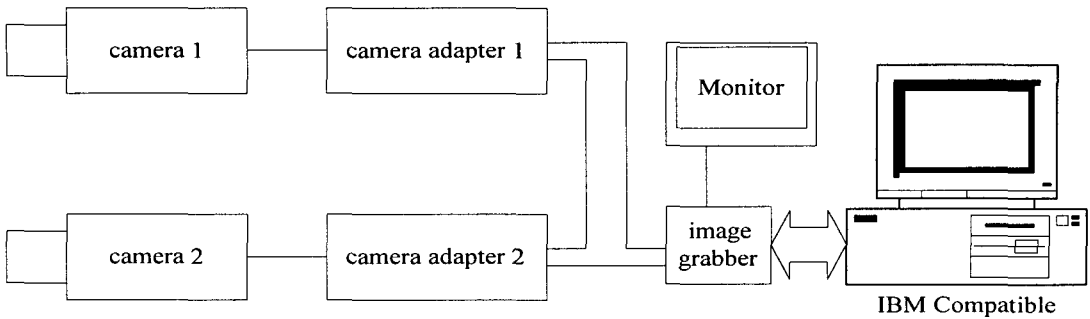 camera 1
camera adapter 1
Monitor
camera 2
camera adapter 2
image
grabber
IBM Compatible